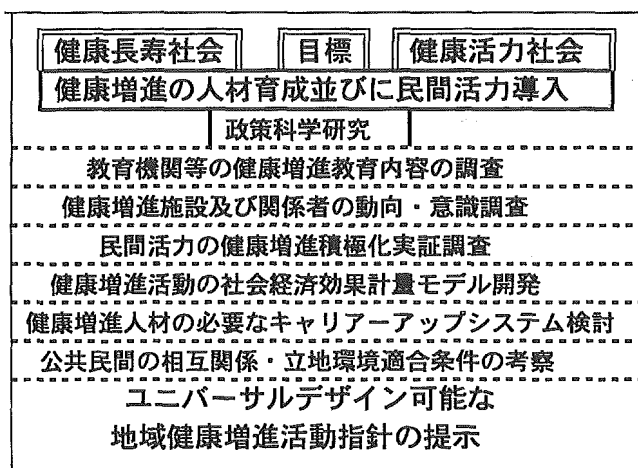 健康長寿社会 目標 健康活力社会
健康増進の人材育成並びに民間活力導入
政策科学研究
教育機関等の健康増進教育内容の調査
健康増進施設及び関係者の動向・意識調査
民間活力の健康増進積極化実証調査
健康増進活動の社会経済効果計量モデル開発
健康増進人材の必要なキャリアーアップシステム検討
公共民間の相互関係・立地環境適合条件の考察
ユニバーサルデザイン可能な
地域健康増進活動指針の提示